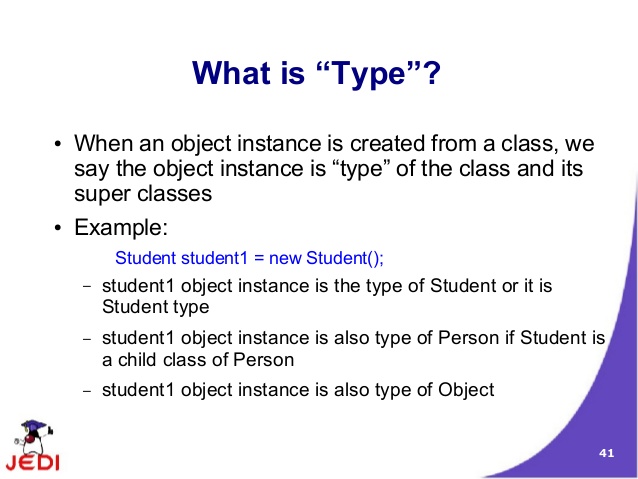 What is “Type”?
• When an object instance is created from a class, we
say the object instance is “type” of the class and its
super classes
• Example:
Student student1 = new Student();
– student1 object instance is the type of Student or it is
Student type
– student1 object instance is also type of Person if Student is
a child class of Person
– student1 object instance is also type of Object
JEDI
41